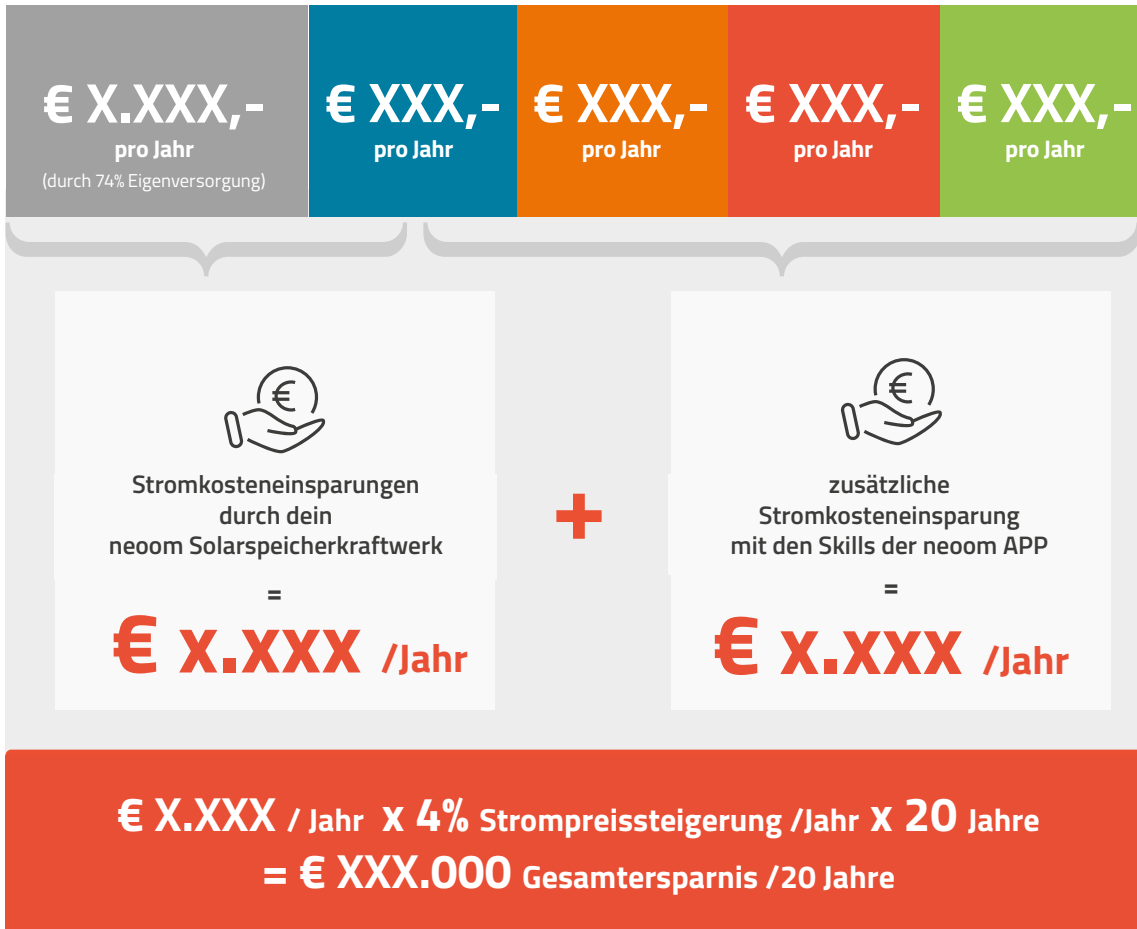 € X.XXX,-
pro Jahr
(durch 74% Eigenversorgung)
€ XXX,-
pro Jahr
€ XXX,-
pro Jahr
€ XXX,-
pro Jahr
€ XXX,-
pro Jahr
€
Stromkosteneinsparungen
durch dein
neoom Solarspeicherkraftwerk
=
€ x.xxx /Jahr
+
€
zusätzliche
Stromkosteneinsparung
mit den Skills der neoom APP
=
€ x.xxx /Jahr
€ X.XXX / Jahr x 4% Strompreissteigerung /Jahr x 20 Jahre
= € XXX.000 Gesamtersparnis /20 Jahre